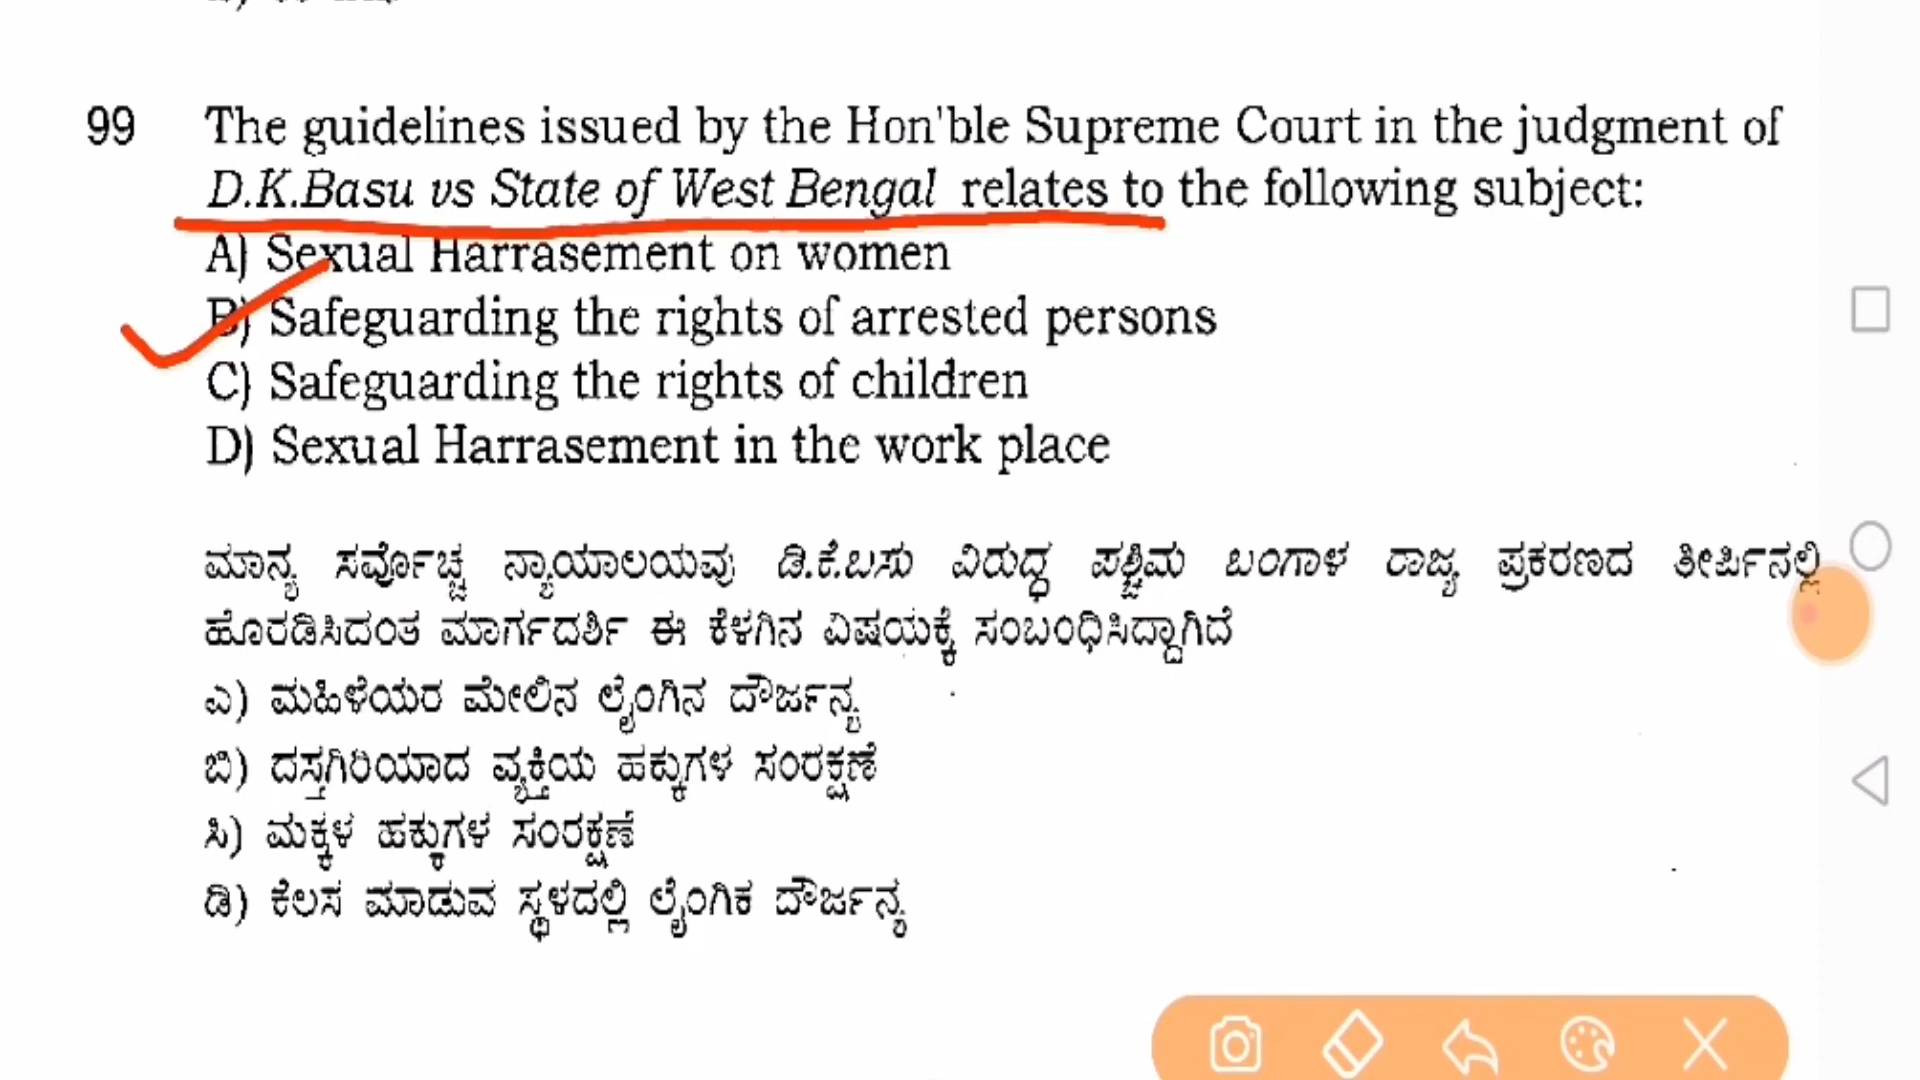 99 The guidelines issued by the Hon'ble Supreme Court in the judgment of
D.K.Basu vs State of West Bengal relates to the following subject:
A) Sexual Harrasement on women
B) Safeguarding the rights of arrested persons
C) Safeguarding the rights of children
D) Sexual Harrasement in the work place
ಮಾನ್ಯ ಸರ್ವೊಚ್ಚ ನ್ಯಾಯಾಲಯವು ಡಿ.ಕೆ.ಬಸು ವಿರುದ್ಧ ಪಶ್ಚಿಮ ಬಂಗಾಳ ರಾಜ್ಯ ಪ್ರಕರಣದ ತೀರ್ಪಿನಲ್ಲಿ
ಹೊರಡಿಸಿದಂತ ಮಾರ್ಗದರ್ಶಿ ಈ ಕೆಳಗಿನ ವಿಷಯಕ್ಕೆ ಸಂಬಂಧಿಸಿದ್ದಾಗಿದೆ
ಎ) ಮಹಿಳೆಯರ ಮೇಲಿನ ಲೈಂಗಿನ ದೌರ್ಜನ್ಯ
ಬಿ) ದಸ್ತಗಿರಿಯಾದ ವ್ಯಕ್ತಿಯ ಹಕ್ಕುಗಳ ಸಂರಕ್ಷಣೆ
ಸಿ) ಮಕ್ಕಳ ಹಕ್ಕುಗಳ ಸಂರಕ್ಷಣೆ
ಡಿ) ಕೆಲಸ ಮಾಡುವ ಸ್ಥಳದಲ್ಲಿ ಲೈಂಗಿಕ ದೌರ್ಜನ್ಯ